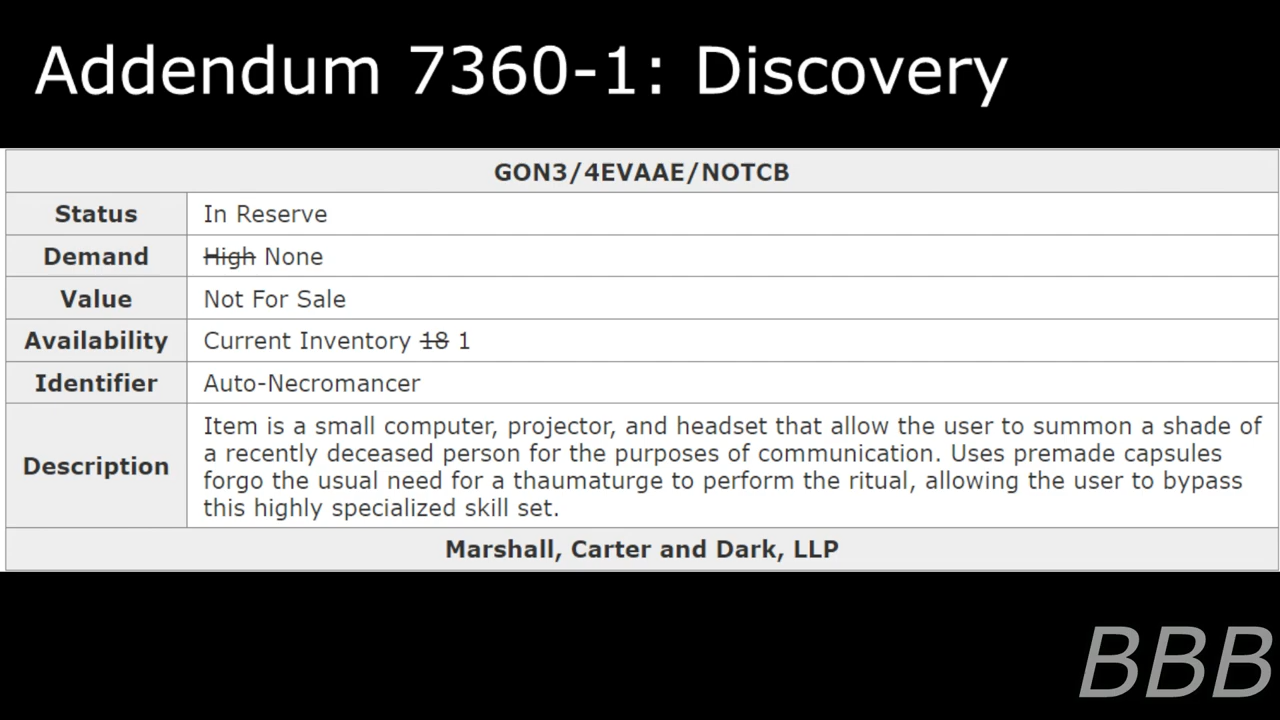 Addendum 7360-1: Discovery
GON3/4EVAAE/NOTCB
Status In Reserve
Demand High None
Value Not For Sale
Availability Current Inventory 18 1
Identifier Auto-Necromancer
Description Item is a small computer, projector, and headset that allow the user to summon a shade of
a recently deceased person for the purposes of communication. Uses premade capsules
forgo the usual need for a thaumaturge to perform the ritual, allowing the user to bypass
this highly specialized skill set.
Marshall, Carter and Dark, LLP
BBB